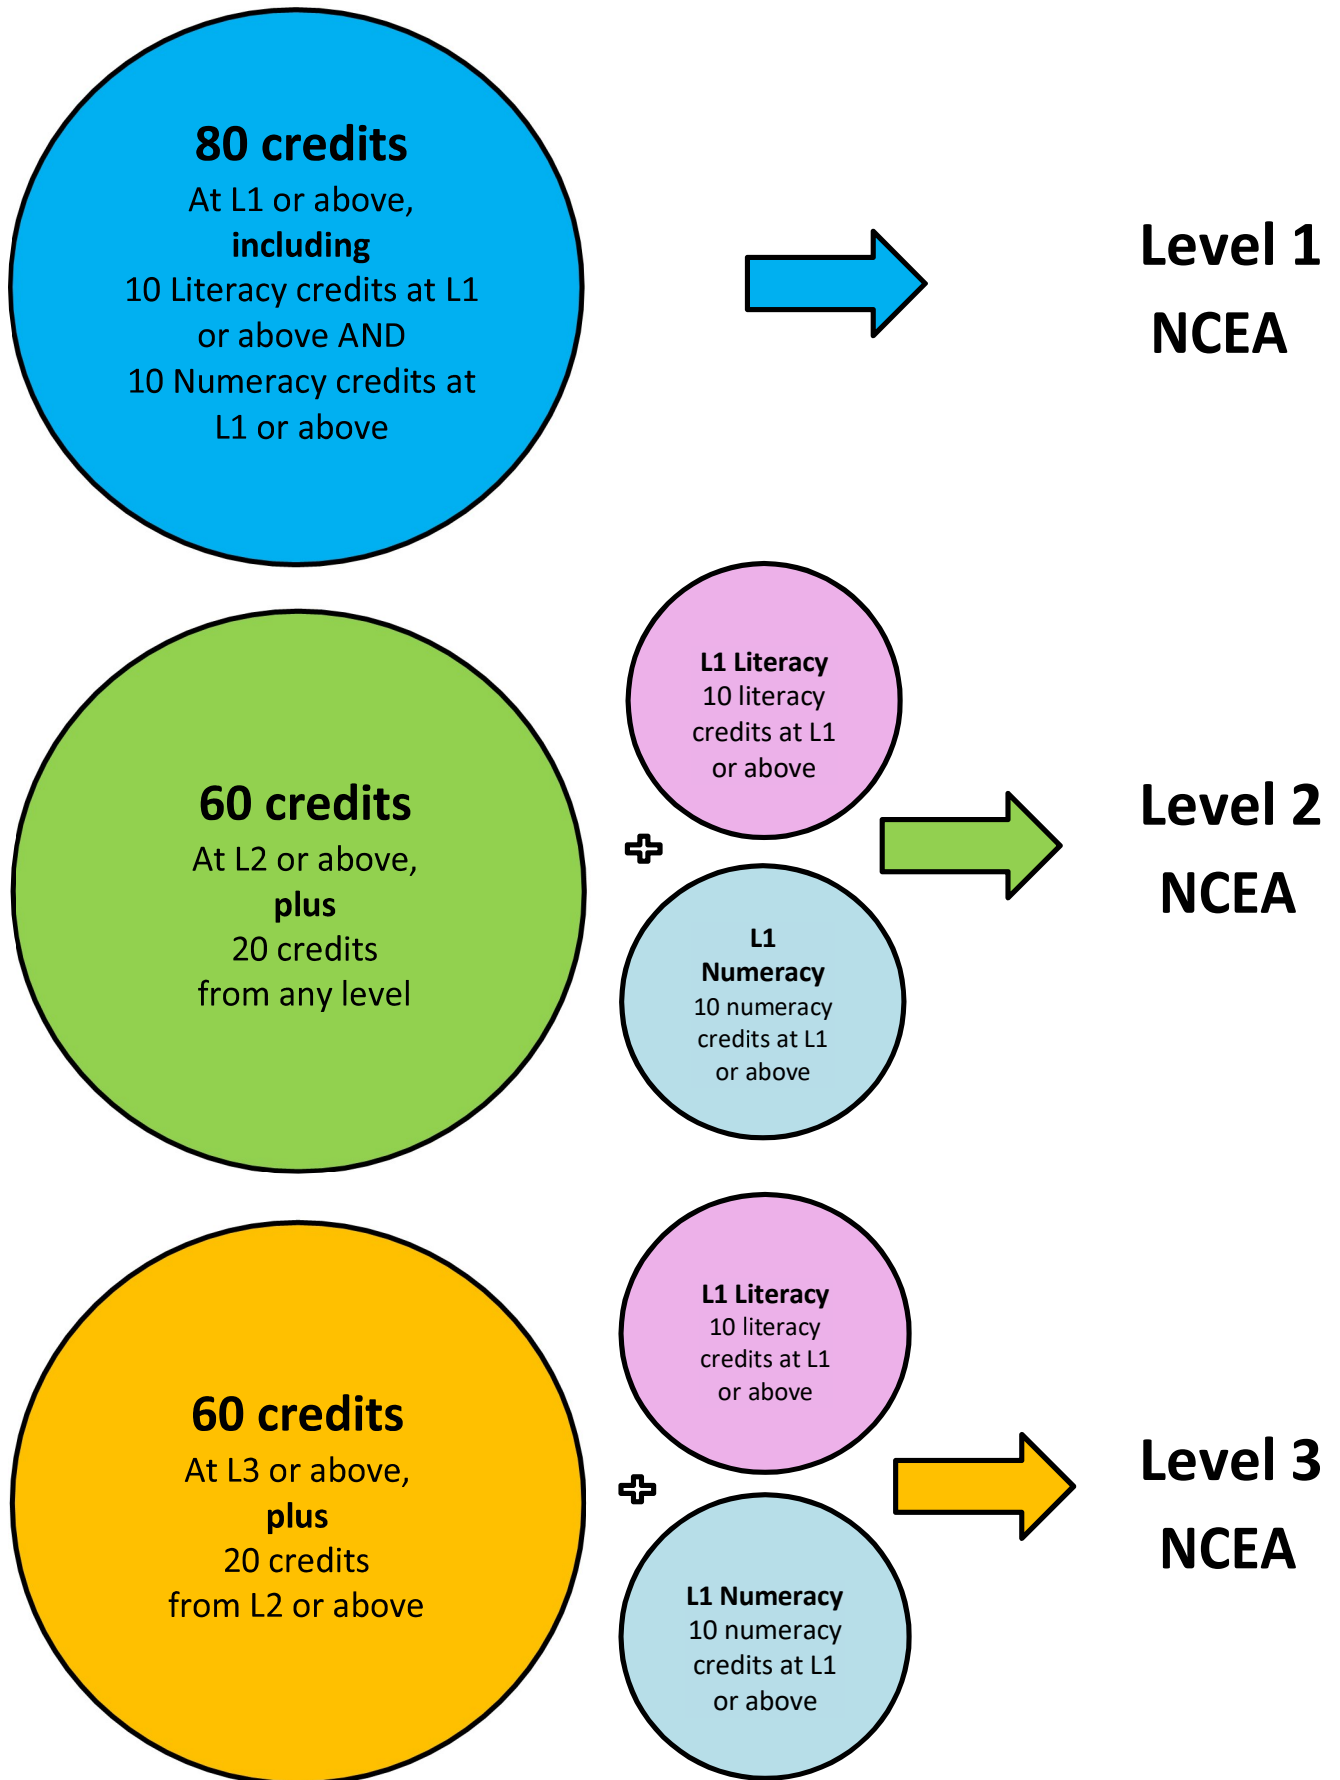 80 credits
At L1 or above,
including
10 Literacy credits at L1
or above AND
10 Numeracy credits at
L1 or above
Level 1
NCEA
60 credits
At L2 or above,
plus
20 credits
from any level
L1 Literacy
10 literacy
credits at L1
or above
L1
Numeracy
10 numeracy
credits at L1
or above
Level 2
NCEA
60 credits
At L3 or above,
plus
20 credits
from L2 or above
L1 Literacy
10 literacy
credits at L1
or above
L1 Numeracy
10 numeracy
credits at L1
or above
Level 3
NCEA